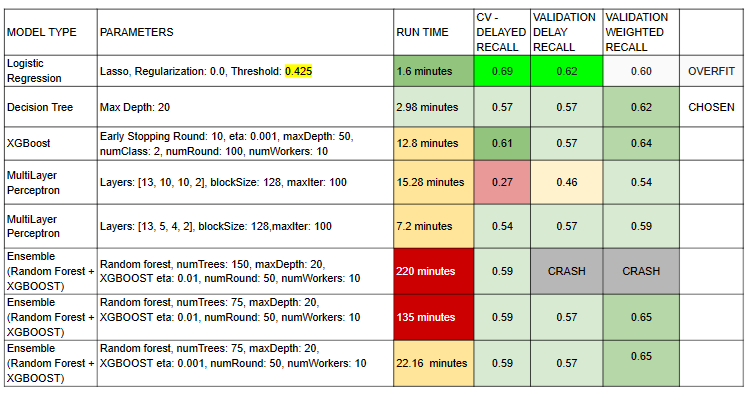 MODEL TYPE PARAMETERS RUN TIME CV - DELAYED RECALL VALIDATION DELAY RECALL VALIDATION WEIGHTED RECALL
Logistic Regression Lasso, Regularization: 0.0, Threshold: 0.425 1.6 minutes 0.69 0.62 0.60 OVERFIT
Decision Tree Max Depth: 20 2.98 minutes 0.57 0.57 0.62 CHOSEN
XGBoost Early Stopping Round: 10, eta: 0.001, maxDepth: 50, numClass: 2, numRound: 100, numWorkers: 10 12.8 minutes 0.61 0.57 0.64
MultiLayer Perceptron Layers: [13, 10, 10, 2], blockSize: 128, maxIter: 100 15.28 minutes 0.27 0.46 0.54
MultiLayer Perceptron Layers: [13, 5, 4, 2], blockSize: 128,maxIter: 100 7.2 minutes 0.54 0.57 0.59
Ensemble (Random Forest + XGBOOST) Random forest, numTrees: 150, maxDepth: 20, XGBOOST eta: 0.01, numRound: 50, numWorkers: 10 220 minutes 0.59 CRASH CRASH
Ensemble (Random Forest + XGBOOST) Random forest, numTrees: 75, maxDepth: 20, XGBOOST eta: 0.01, numRound: 50, numWorkers: 10 135 minutes 0.59 0.57 0.65
Ensemble (Random Forest + XGBOOST) Random forest, numTrees: 75, maxDepth: 20, XGBOOST eta: 0.001, numRound: 50, numWorkers: 10 22.16 minutes 0.59 0.57 0.65